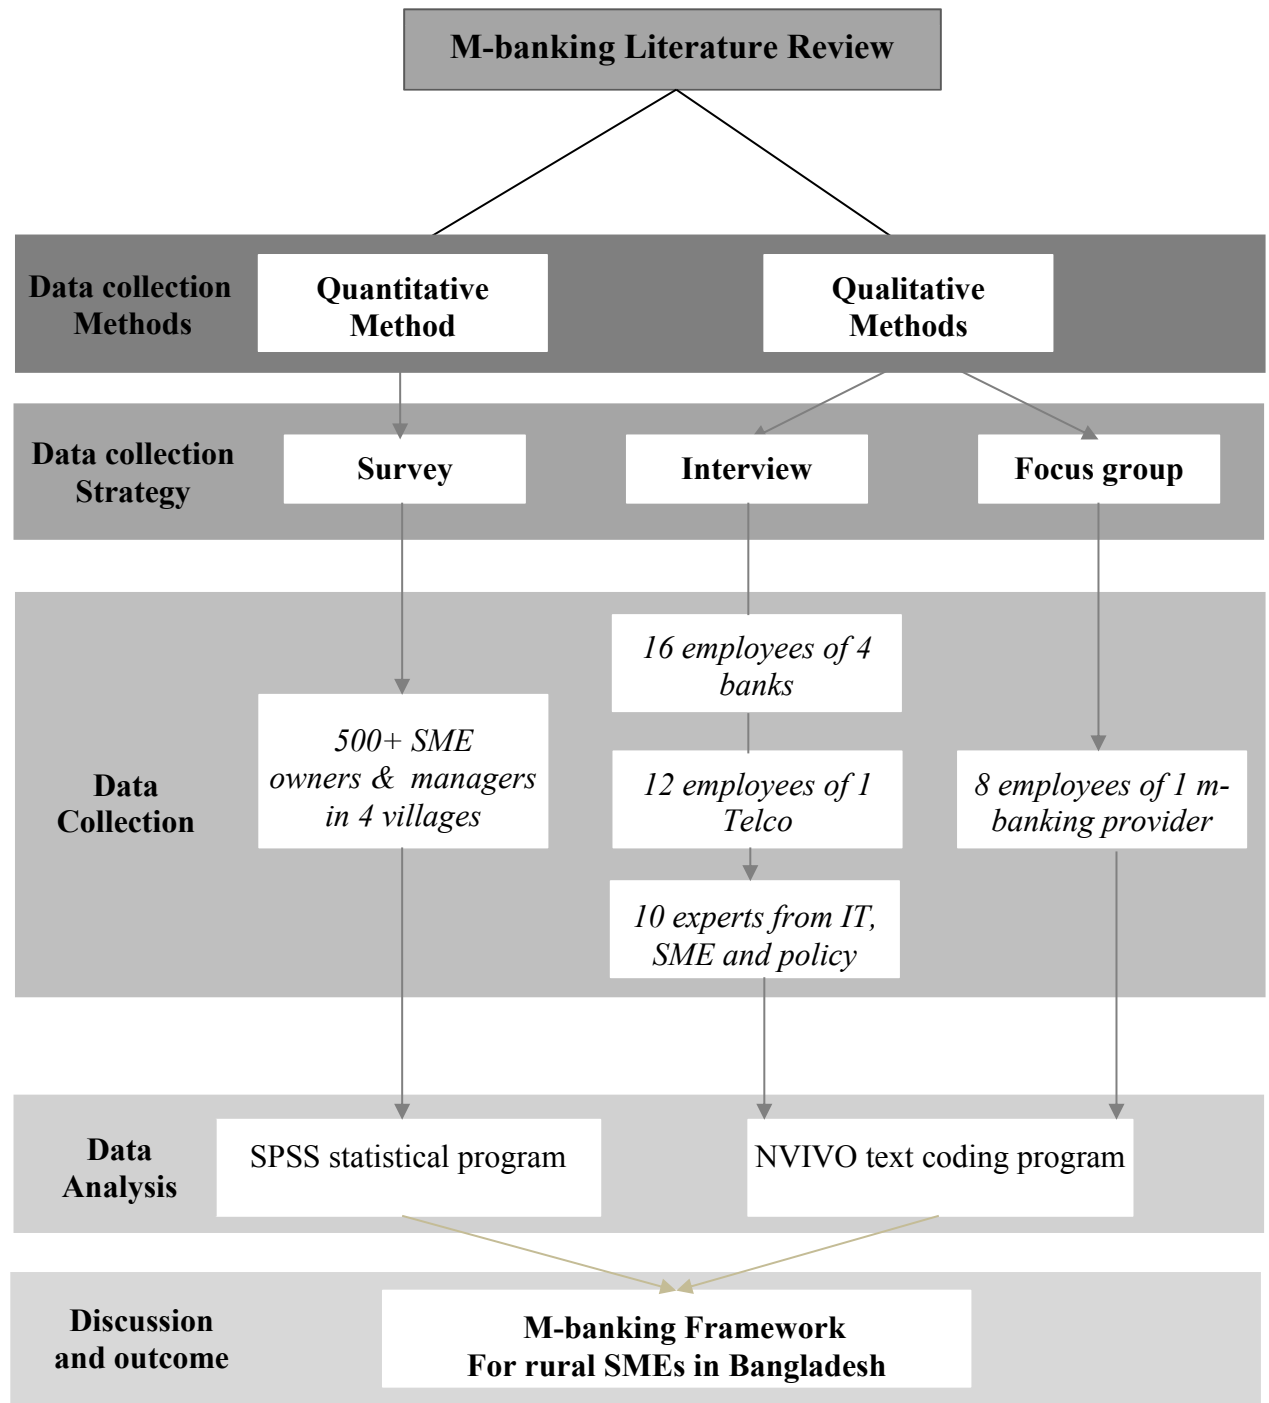 M-banking Literature Review
Data collection
Methods
Quantitative
Method
Qualitative
Methods
Data collection
Strategy
Survey
Interview
Focus group
Data
Collection
500+ SME
owners & managers
in 4 villages
16 employees of 4
banks
12 employees of 1
Telco
10 experts from IT,
SME and policy
8 employees of 1 m-
banking provider
Data
Analysis
SPSS statistical program
NVIVO text coding program
Discussion
and outcome
M-banking Framework
For rural SMEs in Bangladesh